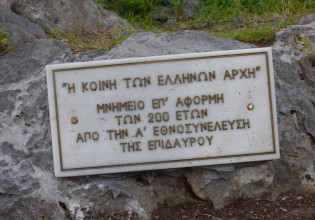 "Η ΚΟΙΝΗ ΤΩΝ ΕΛΛΗΝΩΝ ΑΡΧΗ"
ΜΝΗΜΕΙΟ ΕΠ' ΑΦΟΡΜΗ
ΤΩΝ 200 ΕΤΩΝ
ΑΠΟ ΤΗΝ Α' ΕΘΝΟΣΥΝΕΛΕΥΣΗ
ΤΗΣ ΕΠΙΔΑΥΡΟΥ